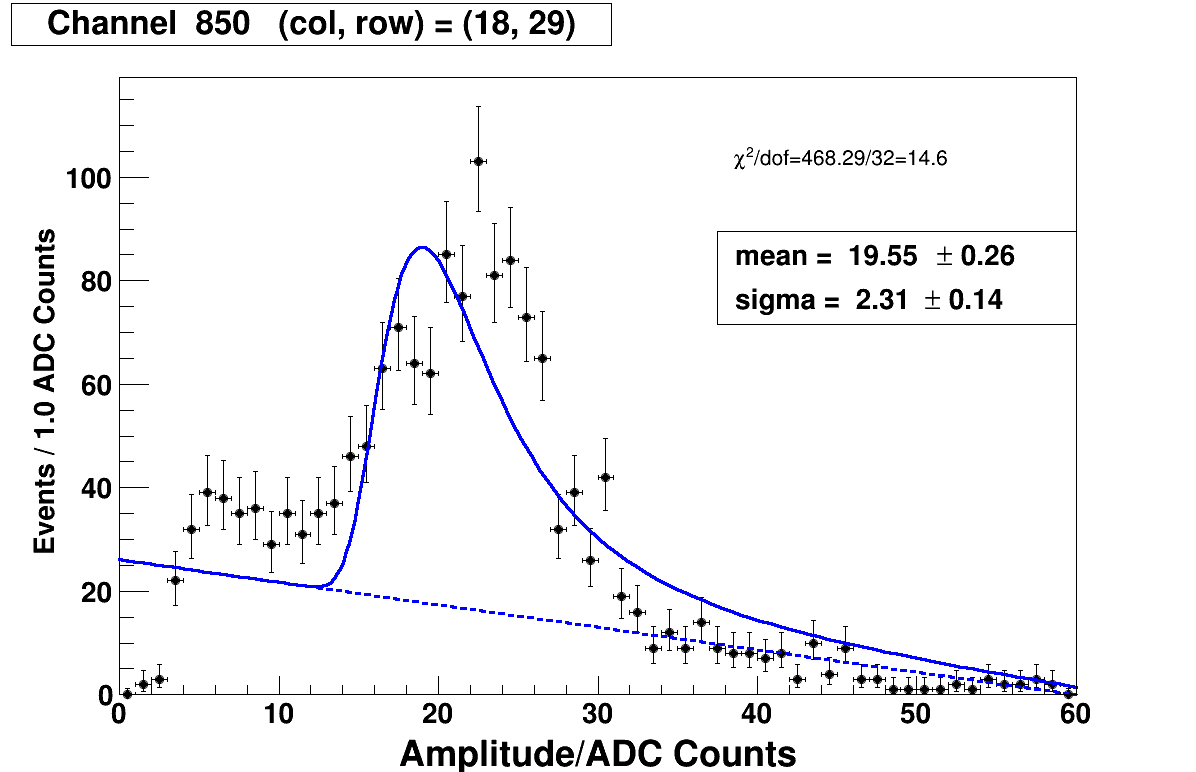 Channel 850 (col, row) = (18, 29)
χ²/dof=468.29/32=14.6
mean = 19.55 ± 0.26
sigma = 2.31 ± 0.14
Events / 1.0 ADC Counts
100
80
60
40
20
0
0 10 20 30 40 50 60
Amplitude/ADC Counts